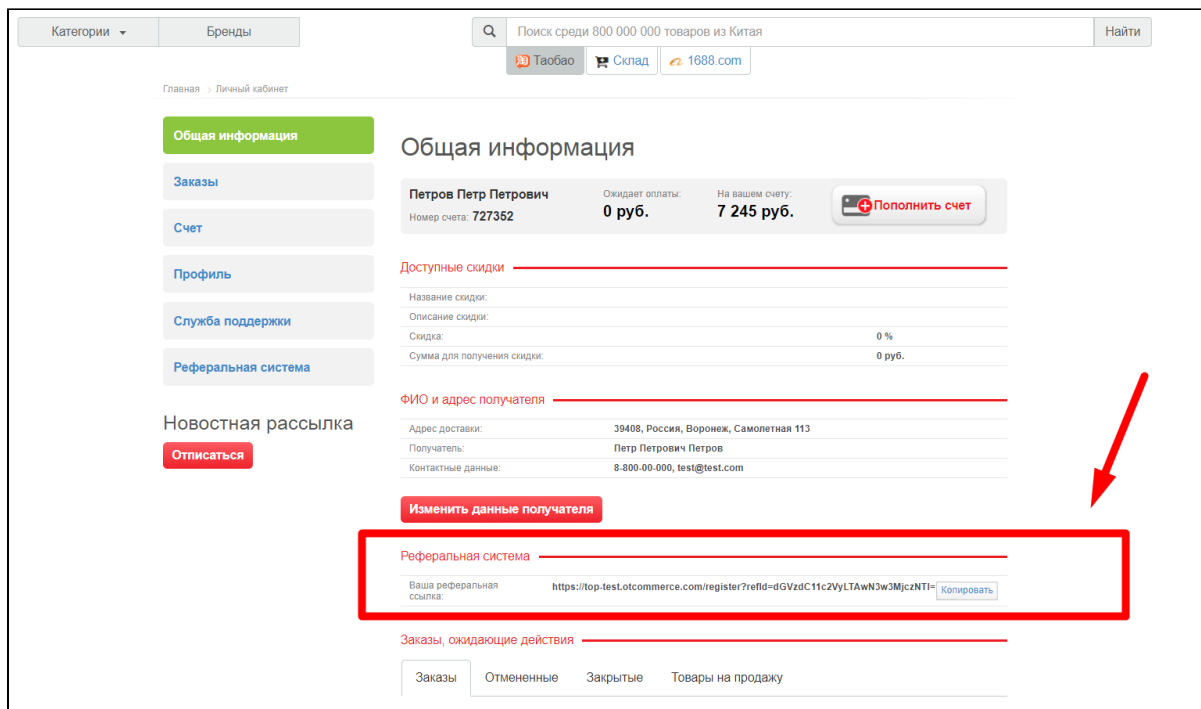 Категории
Бренды
Поиск среди 800 000 000 товаров из Китая
Найти
Таобао
Склад
1688.com
Главная > Личный кабинет
Общая информация
Заказы
Счет
Профиль
Служба поддержки
Реферальная система
Новостная рассылка
Отписаться
Общая информация
Петров Петр Петрович
Номер счета: 727352
Ожидает оплаты:
0 руб.
На вашем счету:
7 245 руб.
Пополнить счет
Доступные скидки
Название скидки:
Описание скидки:
Скидка: 0 %
Сумма для получения скидки: 0 руб.
ФИО и адрес получателя
Адрес доставки: 39408, Россия, Воронеж, Самолетная 113
Получатель: Петр Петрович Петров
Контактные данные: 8-800-00-000, test@test.com
Изменить данные получателя
Реферальная система
Ваша реферальная
ссылка:
https://top-test.otcommerce.com/register?refId=dGVzdC11c2VyLTAwN3w3MjczNTI=
Копировать
Заказы, ожидающие действия
Заказы
Отмененные
Закрытые
Товары на продажу